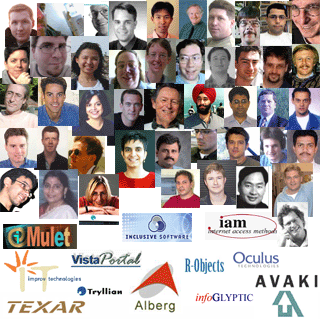 Mulet
INCLUSIVE SOFTWARE
iam
internet access methods
VistaPortal
R-Objects
Oculus
TECHNOLOGIES
improv technologies
Tryllian
Alberg
infoGLYPTIC
AVAKI
TEXAR